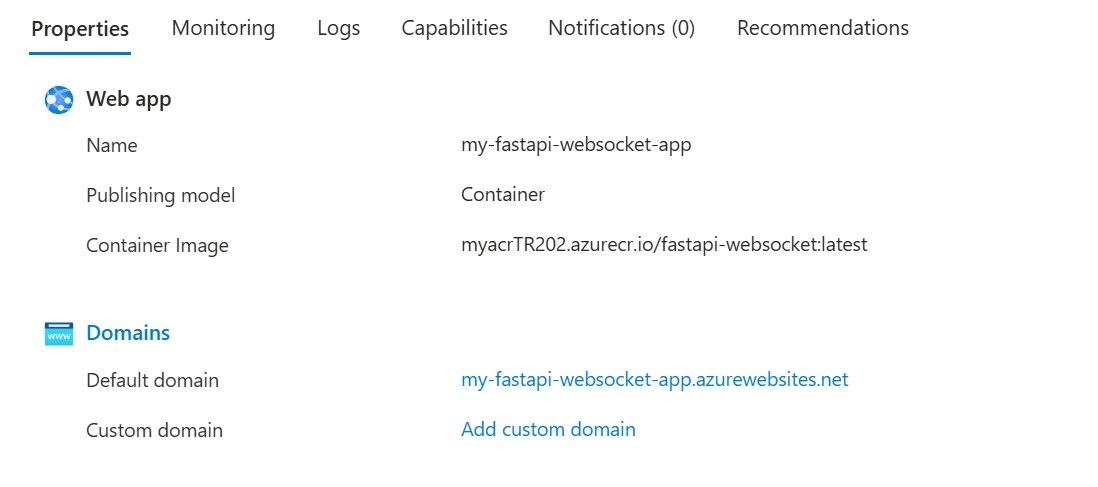 Properties Monitoring Logs Capabilities Notifications (0) Recommendations
Web app
Name my-fastapi-websocket-app
Publishing model Container
Container Image myacrTR202.azurecr.io/fastapi-websocket:latest
www Domains
Default domain my-fastapi-websocket-app.azurewebsites.net
Custom domain Add custom domain